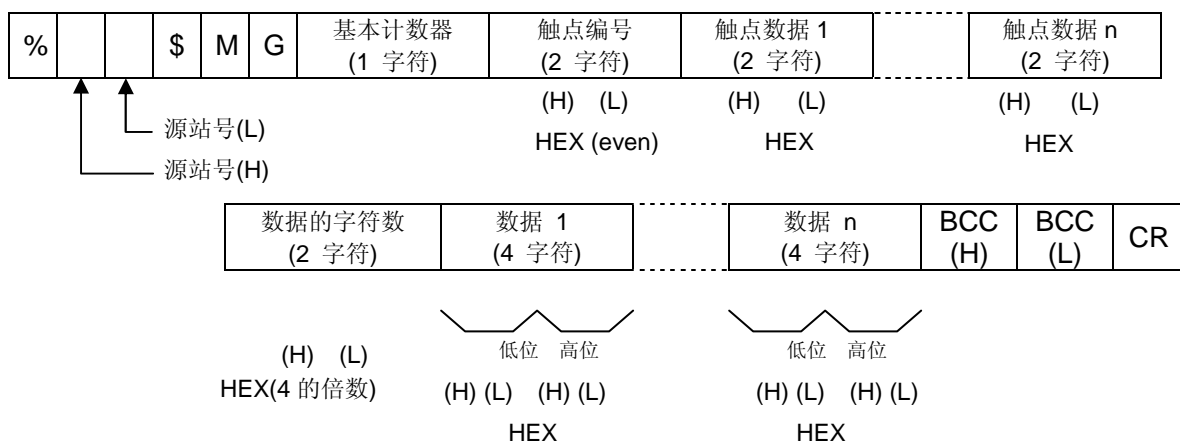 % $ M G 基本计数器 触点编号 触点数据 1 触点数据 n
(1 字符) (2 字符) (2 字符) (2 字符)
(H) (L) (H) (L) (H) (L)
源站号(L)
HEX (even) HEX HEX
源站号(H)
数据的字符数 数据 1 数据 n BCC BCC CR
(2 字符) (4 字符) (4 字符) (H) (L)
低位 高位 低位 高位
(H) (L)
HEX(4 的倍数) (H) (L) (H) (L) (H) (L) (H) (L)
HEX HEX